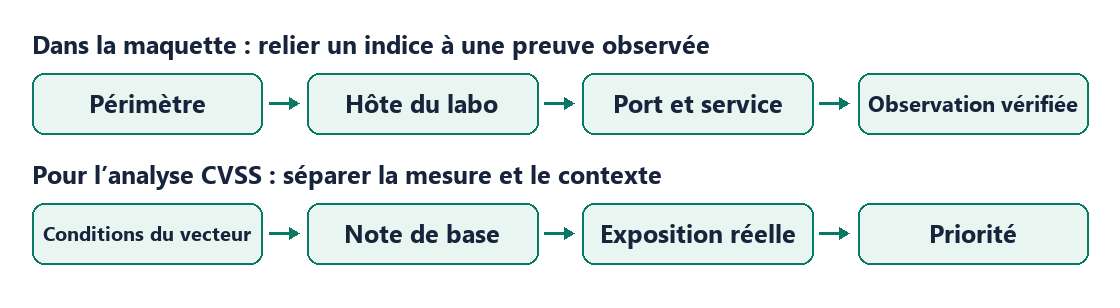 Dans la maquette : relier un indice à une preuve observée
Périmètre
Hôte du labo
Port et service
Observation vérifiée
Pour l’analyse CVSS : séparer la mesure et le contexte
Conditions du vecteur
Note de base
Exposition réelle
Priorité